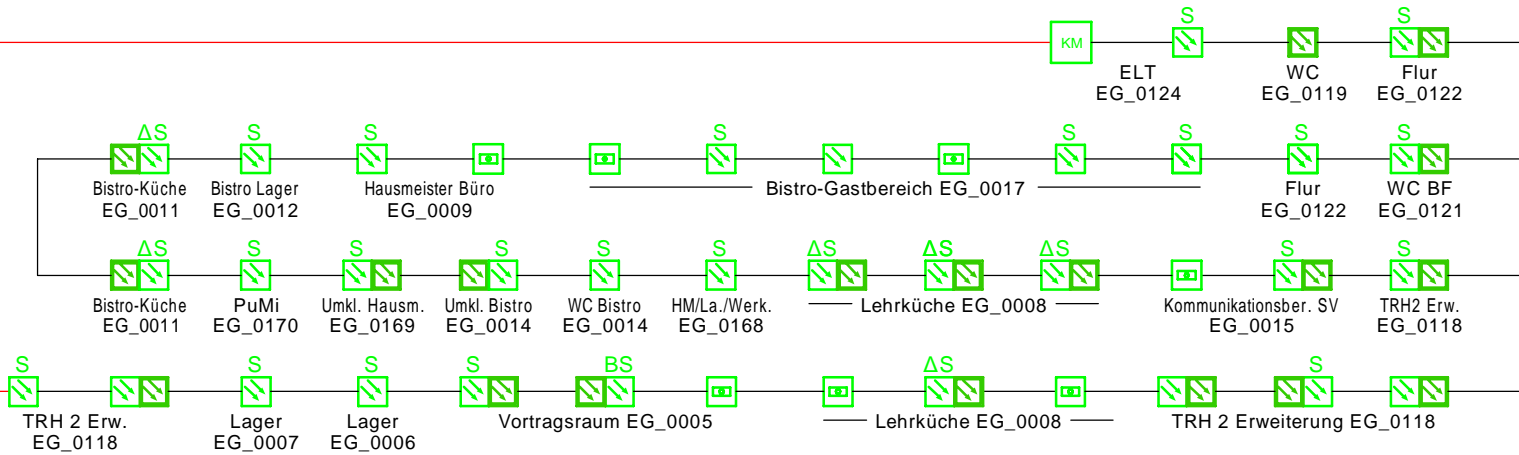 S S
KM
ELT WC Flur
EG_0124 EG_0119 EG_0122
ΔS S S S S S S S
Bistro-Küche Bistro Lager Hausmeister Büro Bistro-Gastbereich EG_0017 Flur WC BF
EG_0011 EG_0012 EG_0009 EG_0122 EG_0121
ΔS S S S S S ΔS ΔS ΔS S S
Bistro-Küche PuMi Umkl. Hausm. Umkl. Bistro WC Bistro HM/La./Werk. Lehrküche EG_0008 Kommunikationsber. SV TRH2 Erw.
EG_0011 EG_0170 EG_0169 EG_0014 EG_0014 EG_0168 EG_0015 EG_0118
S S S S BS ΔS S
TRH 2 Erw. Lager Lager Vortragsraum EG_0005 Lehrküche EG_0008 TRH 2 Erweiterung EG_0118
EG_0118 EG_0007 EG_0006